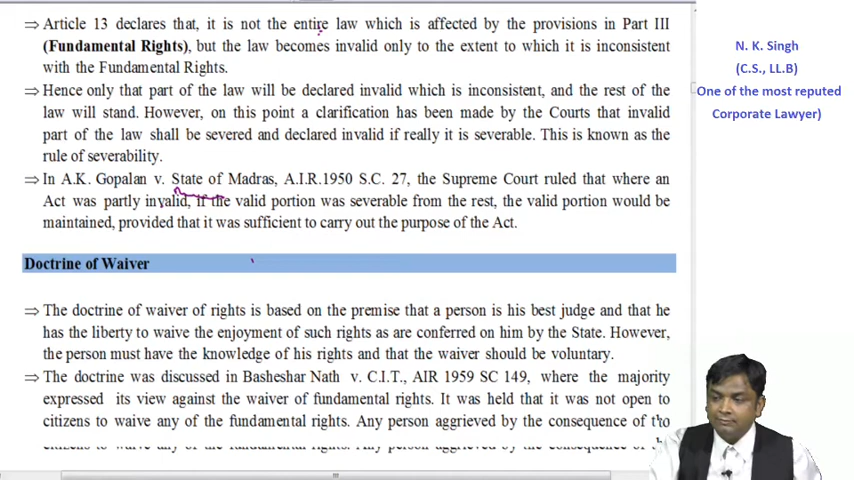 ⇒ Article 13 declares that, it is not the entire law which is affected by the provisions in Part III
(Fundamental Rights), but the law becomes invalid only to the extent to which it is inconsistent
with the Fundamental Rights.
⇒ Hence only that part of the law will be declared invalid which is inconsistent, and the rest of the
law will stand. However, on this point a clarification has been made by the Courts that invalid
part of the law shall be severed and declared invalid if really it is severable. This is known as the
rule of severability.
⇒ In A.K. Gopalan v. State of Madras, A.I.R.1950 S.C. 27, the Supreme Court ruled that where an
Act was partly invalid, if the valid portion was severable from the rest, the valid portion would be
maintained, provided that it was sufficient to carry out the purpose of the Act.
Doctrine of Waiver
⇒ The doctrine of waiver of rights is based on the premise that a person is his best judge and that he
has the liberty to waive the enjoyment of such rights as are conferred on him by the State. However,
the person must have the knowledge of his rights and that the waiver should be voluntary.
⇒ The doctrine was discussed in Basheshar Nath v. C.I.T., AIR 1959 SC 149, where the majority
expressed its view against the waiver of fundamental rights. It was held that it was not open to
citizens to waive any of the fundamental rights. Any person aggrieved by the consequence of
N. K. Singh
(C.S., LL.B)
One of the most reputed
Corporate Lawyer)